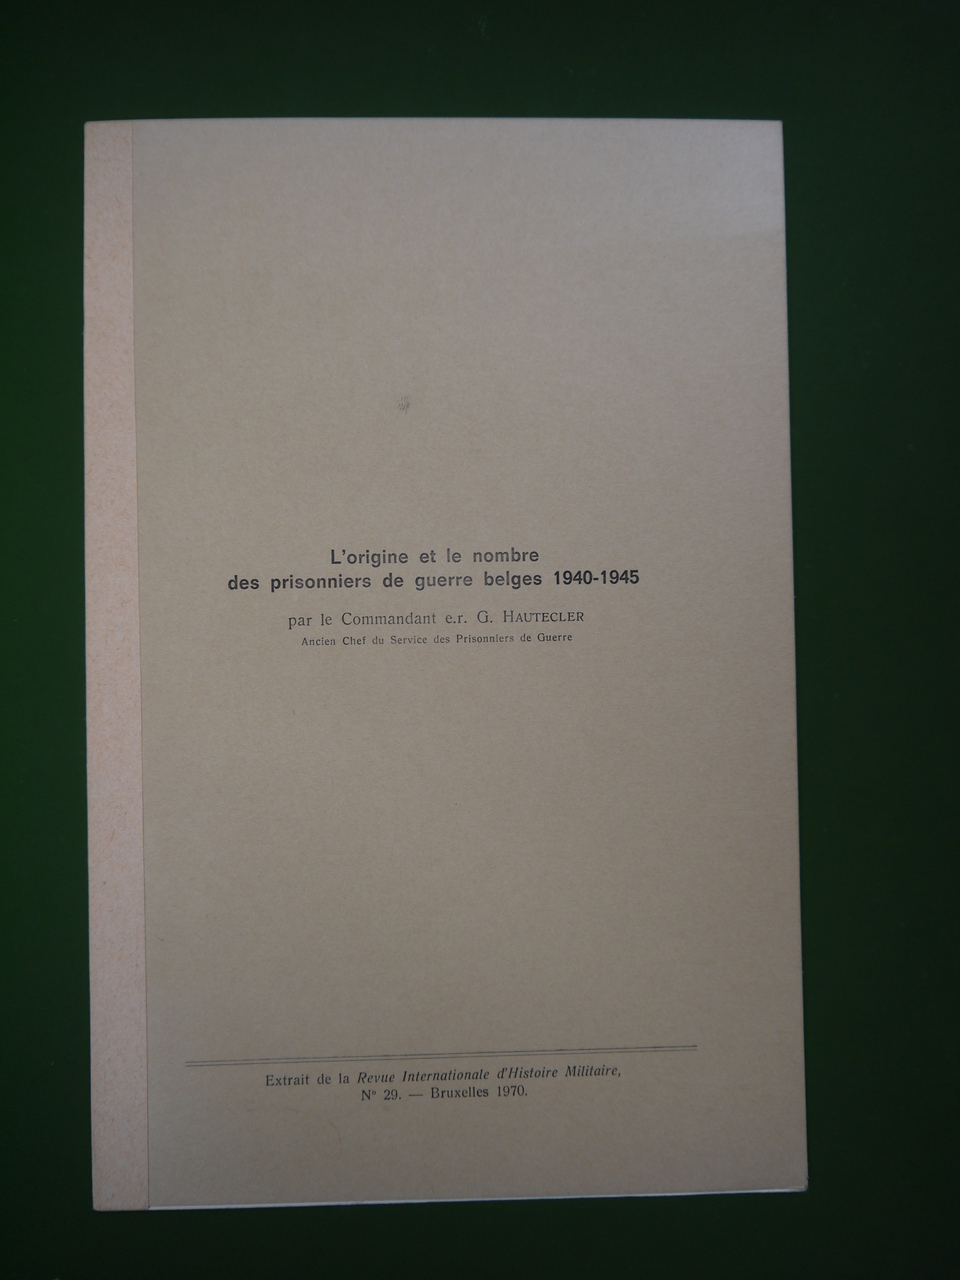 L'origine et le nombre
des prisonniers de guerre belges 1940-1945
par le Commandant e.r. G. HAUTECLER
Ancien Chef du Service des Prisonniers de Guerre
Extrait de la Revue Internationale d'Histoire Militaire,
Nº 29. — Bruxelles 1970.